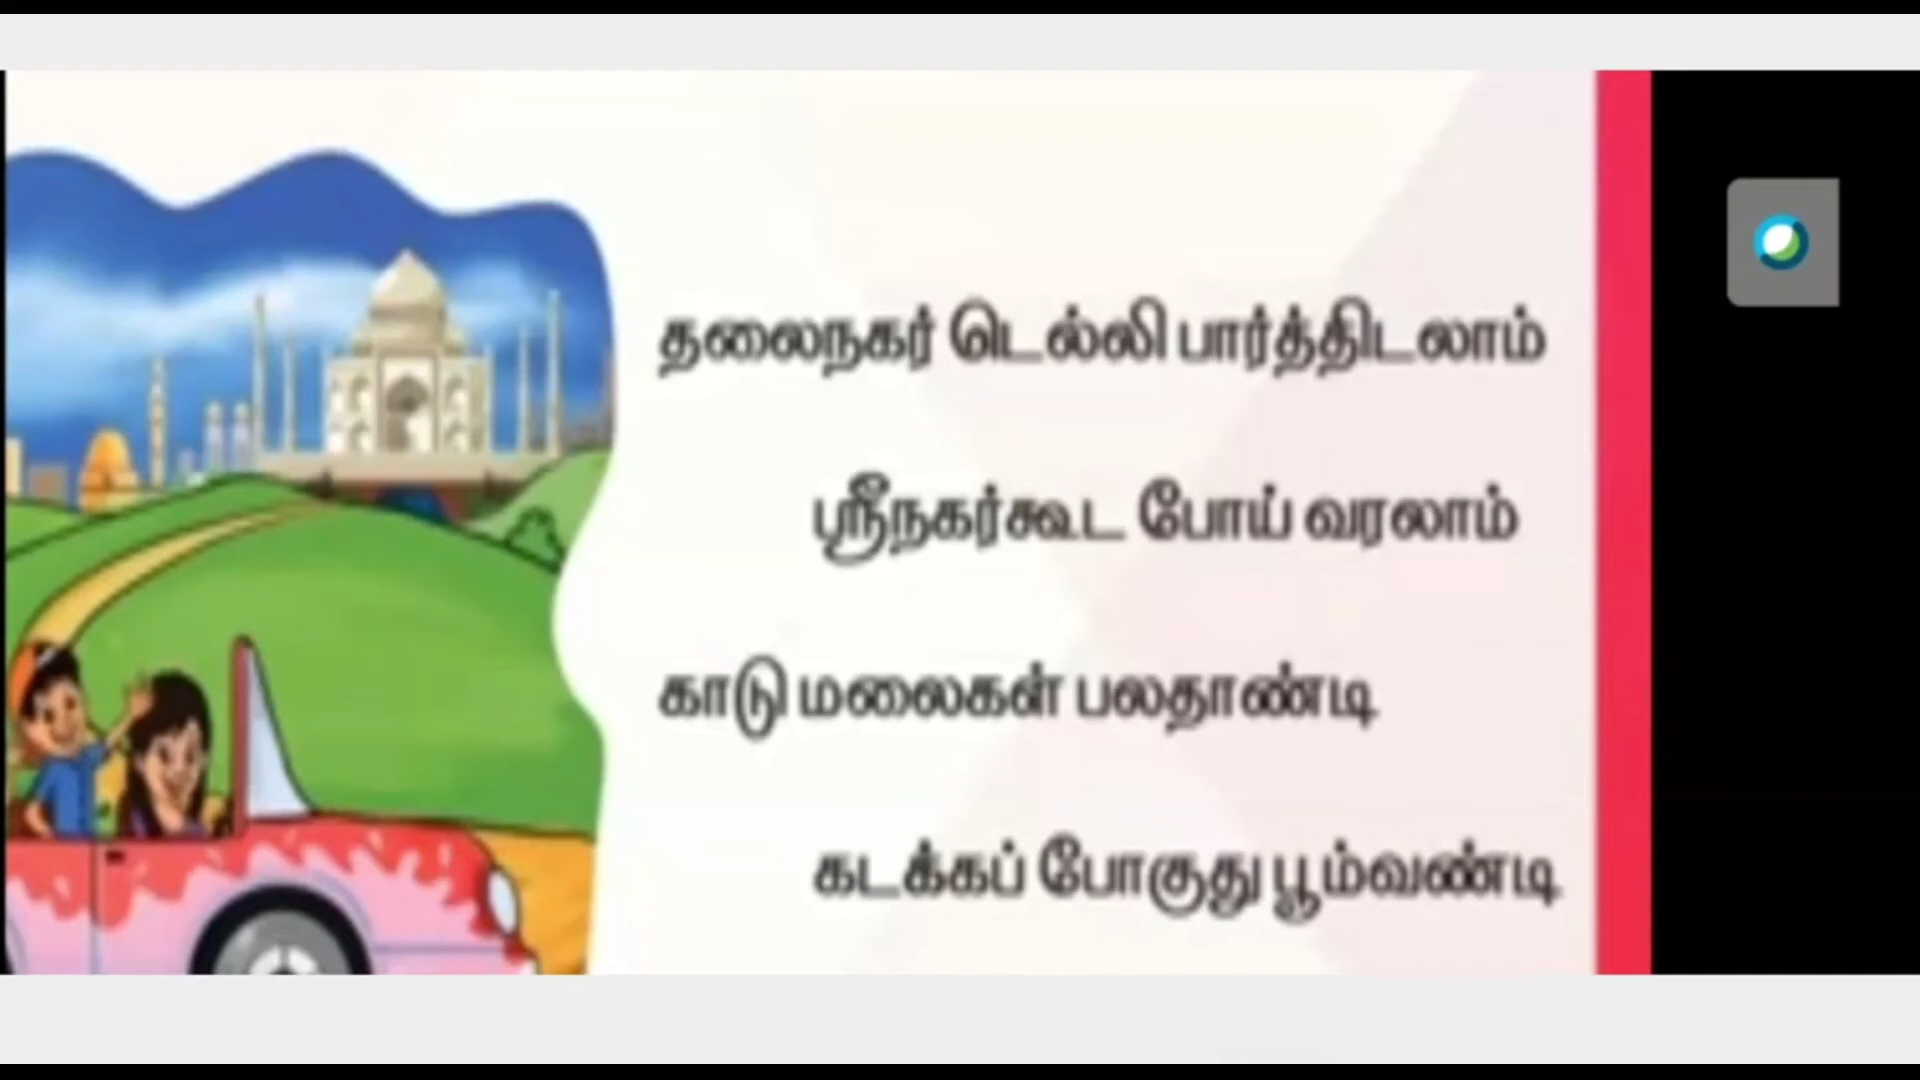 தலைநகர் டெல்லி பார்த்திடலாம்
ஸ்ரீநகர்கூட போய் வரலாம்
காடு மலைகள் பலதாண்டி
கடக்கப் போகுது பூம்வண்டி